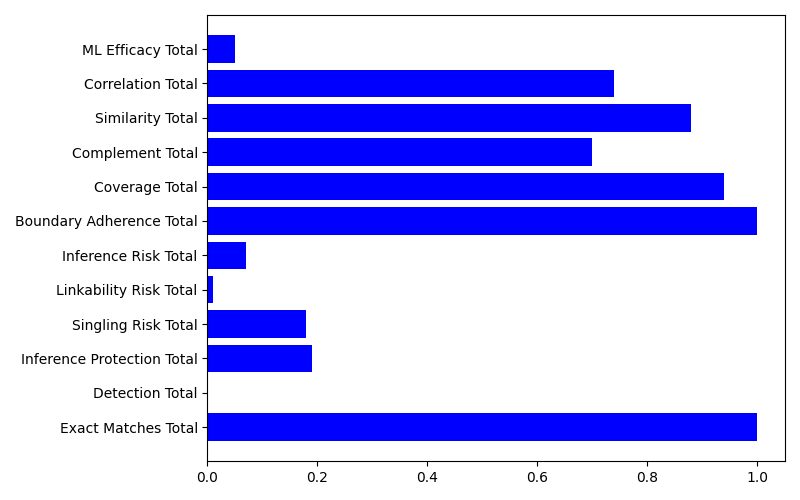 ML Efficacy Total
Correlation Total
Similarity Total
Complement Total
Coverage Total
Boundary Adherence Total
Inference Risk Total
Linkability Risk Total
Singling Risk Total
Inference Protection Total
Detection Total
Exact Matches Total
0.0 0.2 0.4 0.6 0.8 1.0